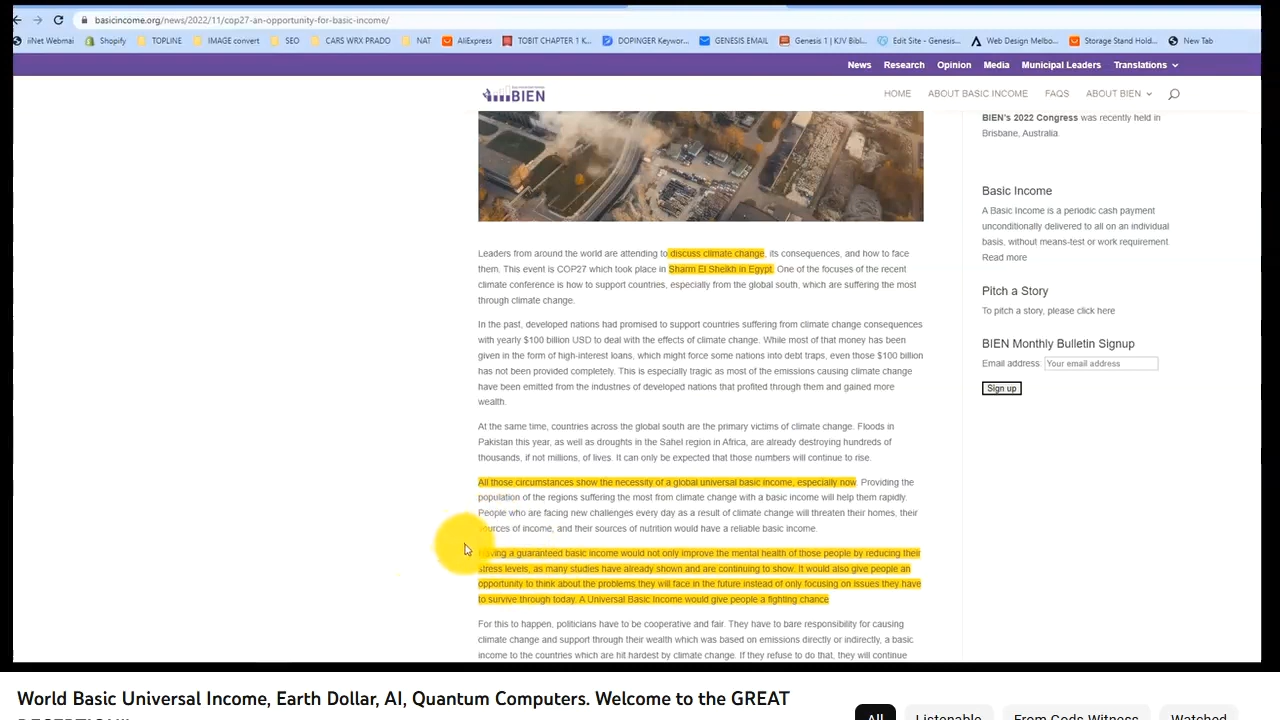 basicincome.org/news/2022/11/cop27-an-opportunity-for-basic-income/
iiNet Webmai Shopify TOPLINE IMAGE convert SEO CARS WRX PRADO NAT AliExpress TOBIT CHAPTER 1 K... DOPINGER Keywor... GENESIS EMAIL Genesis 1 | KJV Bibl... Edit Site - Genesis... Web Design Melbo... Storage Stand Hold... New Tab
News Research Opinion Media Municipal Leaders Translations
BIEN HOME ABOUT BASIC INCOME FAQS ABOUT BIEN
Leaders from around the world are attending to discuss climate change, its consequences, and how to face
them. This event is COP27 which took place in Sharm El Sheikh in Egypt. One of the focuses of the recent
climate conference is how to support countries, especially from the global south, which are suffering the most
through climate change.
In the past, developed nations had promised to support countries suffering from climate change consequences
with yearly $100 billion USD to deal with the effects of climate change. While most of that money has been
given in the form of high-interest loans, which might force some nations into debt traps, even those $100 billion
has not been provided completely. This is especially tragic as most of the emissions causing climate change
have been emitted from the industries of developed nations that profited through them and gained more
wealth.
At the same time, countries across the global south are the primary victims of climate change. Floods in
Pakistan this year, as well as droughts in the Sahel region in Africa, are already destroying hundreds of
thousands, if not millions, of lives. It can only be expected that those numbers will continue to rise.
All those circumstances show the necessity of a global universal basic income, especially now. Providing the
population of the regions suffering the most from climate change with a basic income will help them rapidly.
People who are facing new challenges every day as a result of climate change will threaten their homes, their
sources of income, and their sources of nutrition would have a reliable basic income.
Having a guaranteed basic income would not only improve the mental health of those people by reducing their
stress levels, as many studies have already shown and are continuing to show. It would also give people an
opportunity to think about the problems they will face in the future instead of only focusing on issues they have
to survive through today. A Universal Basic Income would give people a fighting chance
For this to happen, politicians have to be cooperative and fair. They have to bare responsibility for causing
climate change and support through their wealth which was based on emissions directly or indirectly, a basic
income to the countries which are hit hardest by climate change. If they refuse to do that, they will continue
BIEN's 2022 Congress was recently held in
Brisbane, Australia.
Basic Income
A Basic Income is a periodic cash payment
unconditionally delivered to all on an individual
basis, without means-test or work requirement.
Read more
Pitch a Story
To pitch a story, please click here
BIEN Monthly Bulletin Signup
Email address: Your email address
Sign up
World Basic Universal Income, Earth Dollar, AI, Quantum Computers. Welcome to the GREAT
All Listenable From Gods Witness Watched